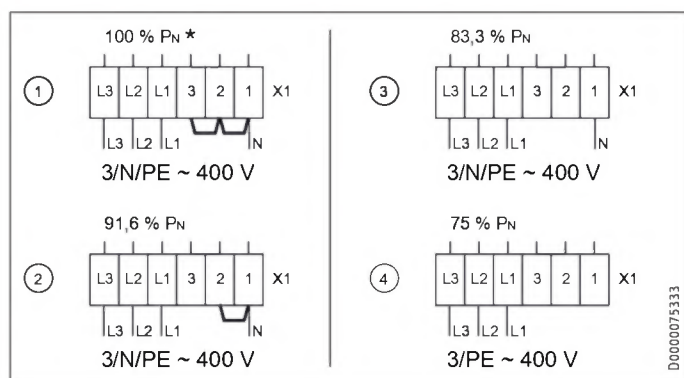 100 % PN *
1
L3 L2 L1 3 2 1 X1
L3 L2 L1 N
3/N/PE ~ 400 V
91,6 % PN
2
L3 L2 L1 3 2 1 X1
L3 L2 L1 N
3/N/PE ~ 400 V
83,3 % PN
3
L3 L2 L1 3 2 1 X1
L3 L2 L1 N
3/N/PE ~ 400 V
75 % PN
4
L3 L2 L1 3 2 1 X1
L3 L2 L1
3/PE ~ 400 V
D0000075333